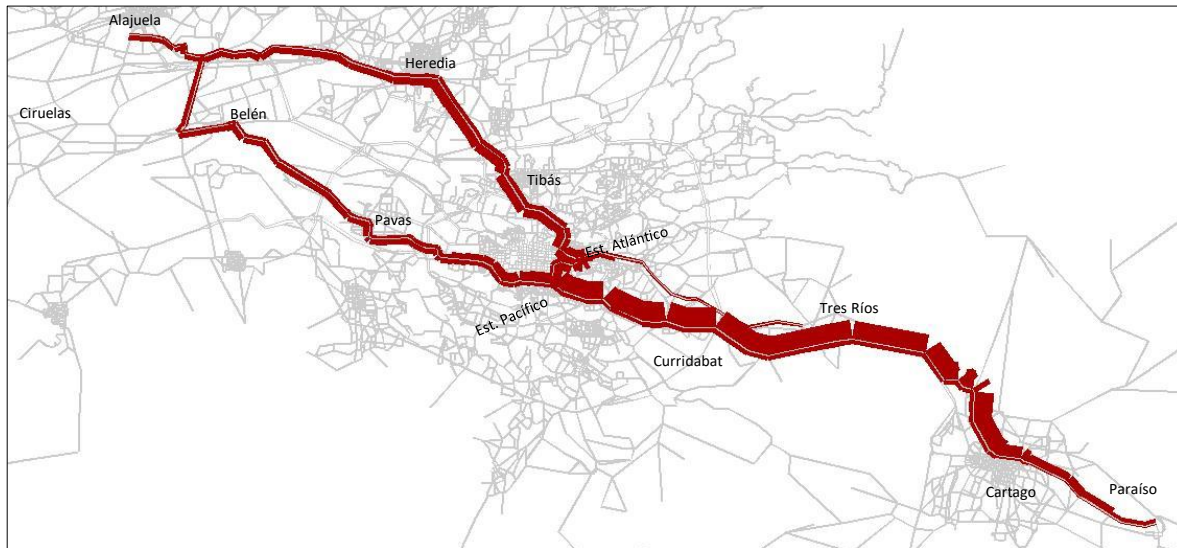 Alajuela
Heredia
Ciruelas
Belén
Tibás
Pavas
Est. Atlántico
Est. Pacífico
Tres Ríos
Curridabat
Cartago
Paraíso